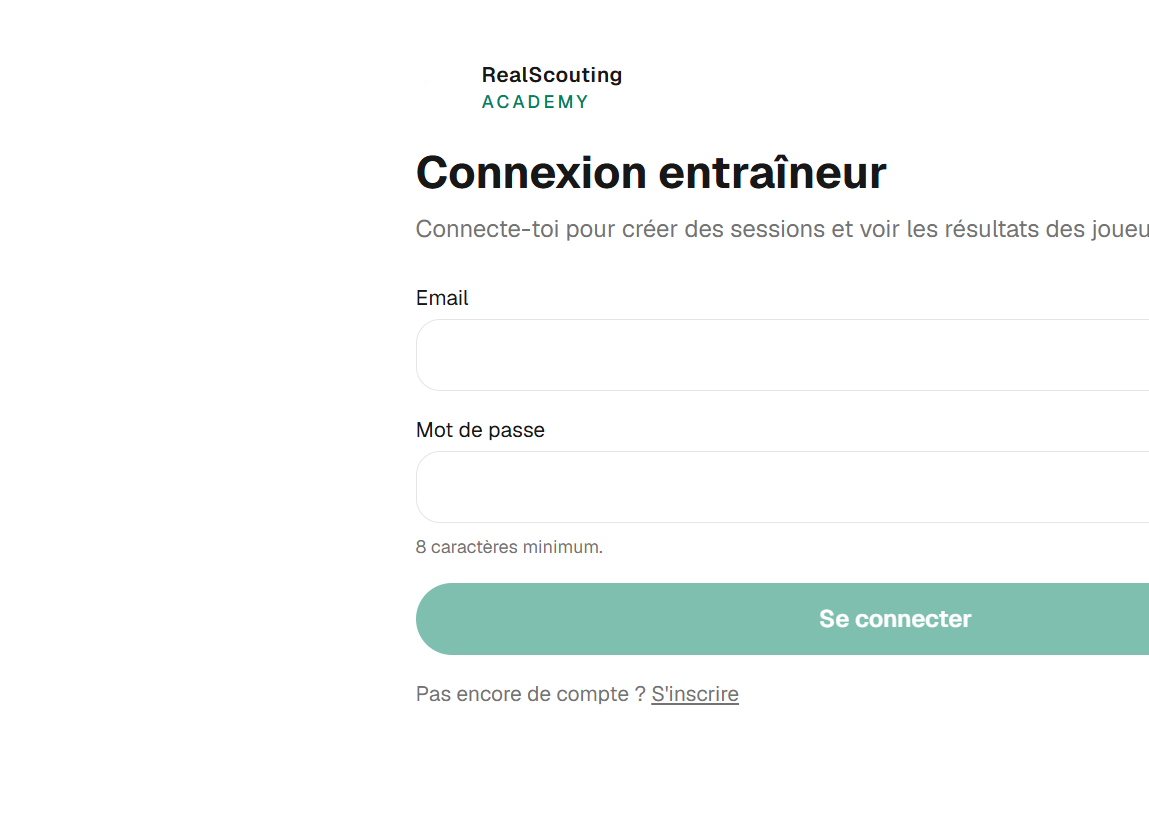 RealScouting
ACADEMY
Connexion entraîneur
Connecte-toi pour créer des sessions et voir les résultats des
Email
Mot de passe
8 caractères minimum.
Se connecter
Pas encore de compte ? S'inscrire